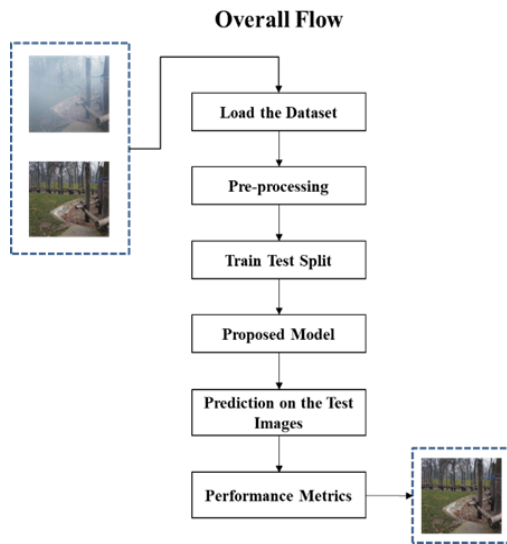 Overall Flow
Load the Dataset
Pre-processing
Train Test Split
Proposed Model
Prediction on the Test
Images
Performance Metrics